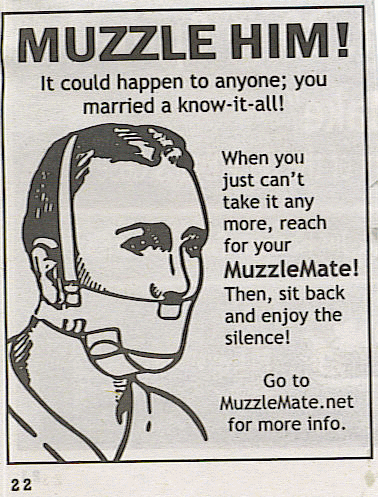 MUZZLE HIM!
It could happen to anyone; you
married a know-it-all!
When you
just can't
take it any
more, reach
for your
MuzzleMate!
Then, sit back
and enjoy the
silence!
Go to
MuzzleMate.net
for more info.
22